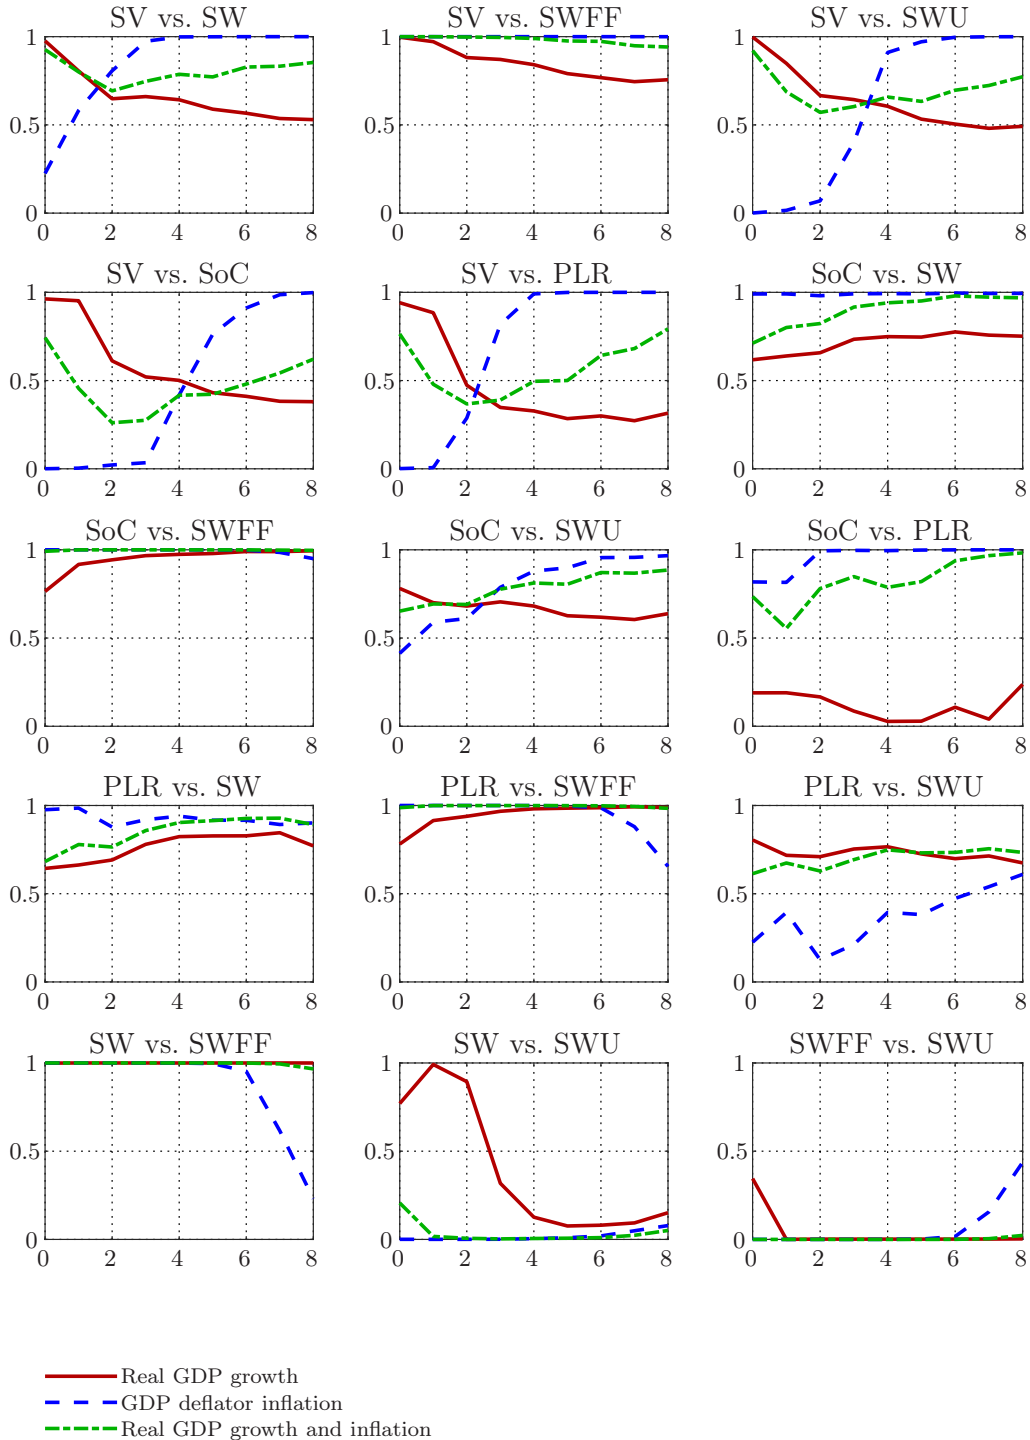 SV vs. SW
SV vs. SWFF
SV vs. SWU
1
0.5
0
0 2 4 6 8
1
0.5
0
0 2 4 6 8
1
0.5
0
0 2 4 6 8
SV vs. SoC
SV vs. PLR
SoC vs. SW
1
0.5
0
0 2 4 6 8
1
0.5
0
0 2 4 6 8
1
0.5
0
0 2 4 6 8
SoC vs. SWFF
SoC vs. SWU
SoC vs. PLR
1
0.5
0
0 2 4 6 8
1
0.5
0
0 2 4 6 8
1
0.5
0
0 2 4 6 8
PLR vs. SW
PLR vs. SWFF
PLR vs. SWU
1
0.5
0
0 2 4 6 8
1
0.5
0
0 2 4 6 8
1
0.5
0
0 2 4 6 8
SW vs. SWFF
SW vs. SWU
SWFF vs. SWU
1
0.5
0
0 2 4 6 8
1
0.5
0
0 2 4 6 8
1
0.5
0
0 2 4 6 8
Real GDP growth
GDP deflator inflation
Real GDP growth and inflation